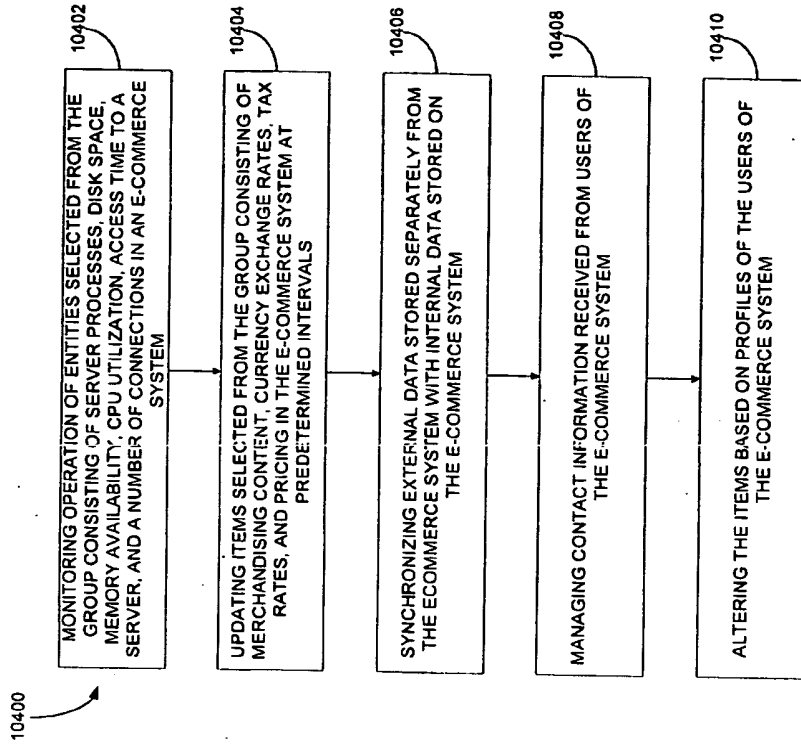 10400
10402
MONITORING OPERATION OF ENTITIES SELECTED FROM THE
GROUP CONSISTING OF SERVER PROCESSES, DISK SPACE,
MEMORY AVAILABILITY, CPU UTILIZATION, ACCESS TIME TO A
SERVER, AND A NUMBER OF CONNECTIONS IN AN E-COMMERCE
SYSTEM
10404
UPDATING ITEMS SELECTED FROM THE GROUP CONSISTING OF
MERCHANDISING CONTENT, CURRENCY EXCHANGE RATES, TAX
RATES, AND PRICING IN THE E-COMMERCE SYSTEM AT
PREDETERMINED INTERVALS
10406
SYNCHRONIZING EXTERNAL DATA STORED SEPARATELY FROM
THE ECOMMERCE SYSTEM WITH INTERNAL DATA STORED ON
THE E-COMMERCE SYSTEM
10408
MANAGING CONTACT INFORMATION RECEIVED FROM USERS OF
THE E-COMMERCE SYSTEM
10410
ALTERING THE ITEMS BASED ON PROFILES OF THE USERS OF
THE E-COMMERCE SYSTEM